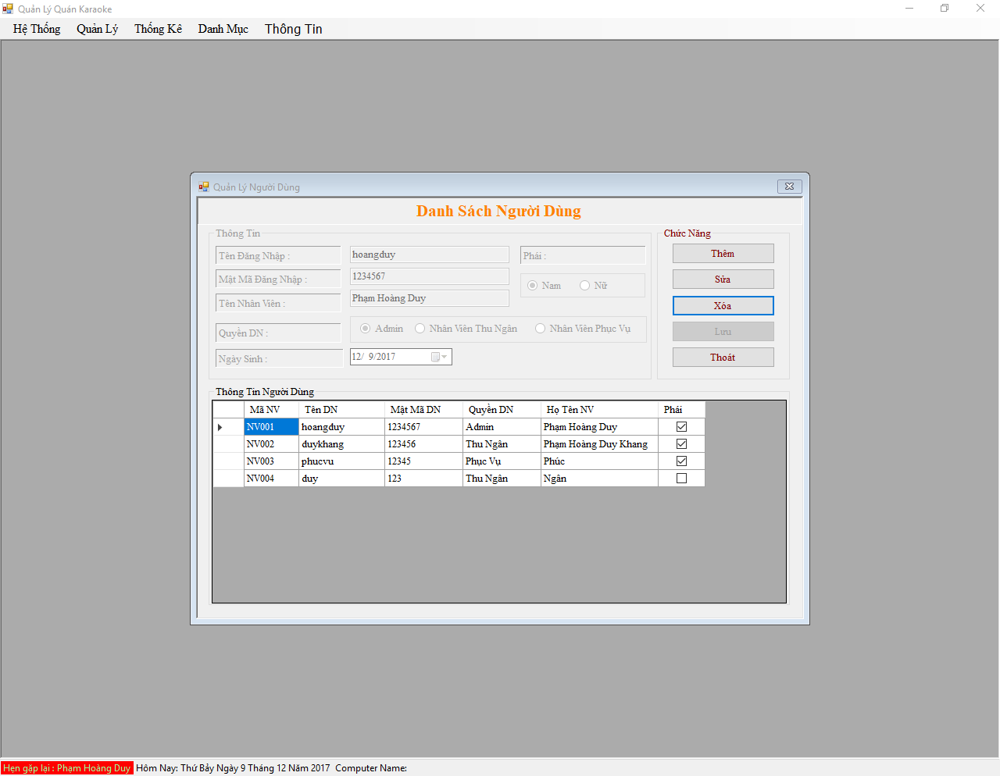 Quản Lý Quán Karaoke
Hệ Thống Quản Lý Thống Kê Danh Mục Thông Tin
Quản Lý Người Dùng
Danh Sách Người Dùng
Thông Tin
Tên Đăng Nhập :
hoangduy
Phái :
Mật Mã Đăng Nhập :
1234567
Nam Nữ
Tên Nhân Viên :
Phạm Hoàng Duy
Quyền DN :
Admin Nhân Viên Thu Ngân Nhân Viên Phục Vụ
Ngày Sinh :
12/ 9/2017
Chức Năng
Thêm
Sửa
Xóa
Lưu
Thoát
Thông Tin Người Dùng
Mã NV Tên DN Mật Mã DN Quyền DN Họ Tên NV Phái
NV001 hoangduy 1234567 Admin Phạm Hoàng Duy
NV002 duykhang 123456 Thu Ngân Phạm Hoàng Duy Khang
NV003 phucvu 12345 Phục Vụ Phúc
NV004 duy 123 Thu Ngân Ngân
Hẹn gặp lại : Phạm Hoàng Duy Hôm Nay: Thứ Bảy Ngày 9 Tháng 12 Năm 2017 Computer Name: